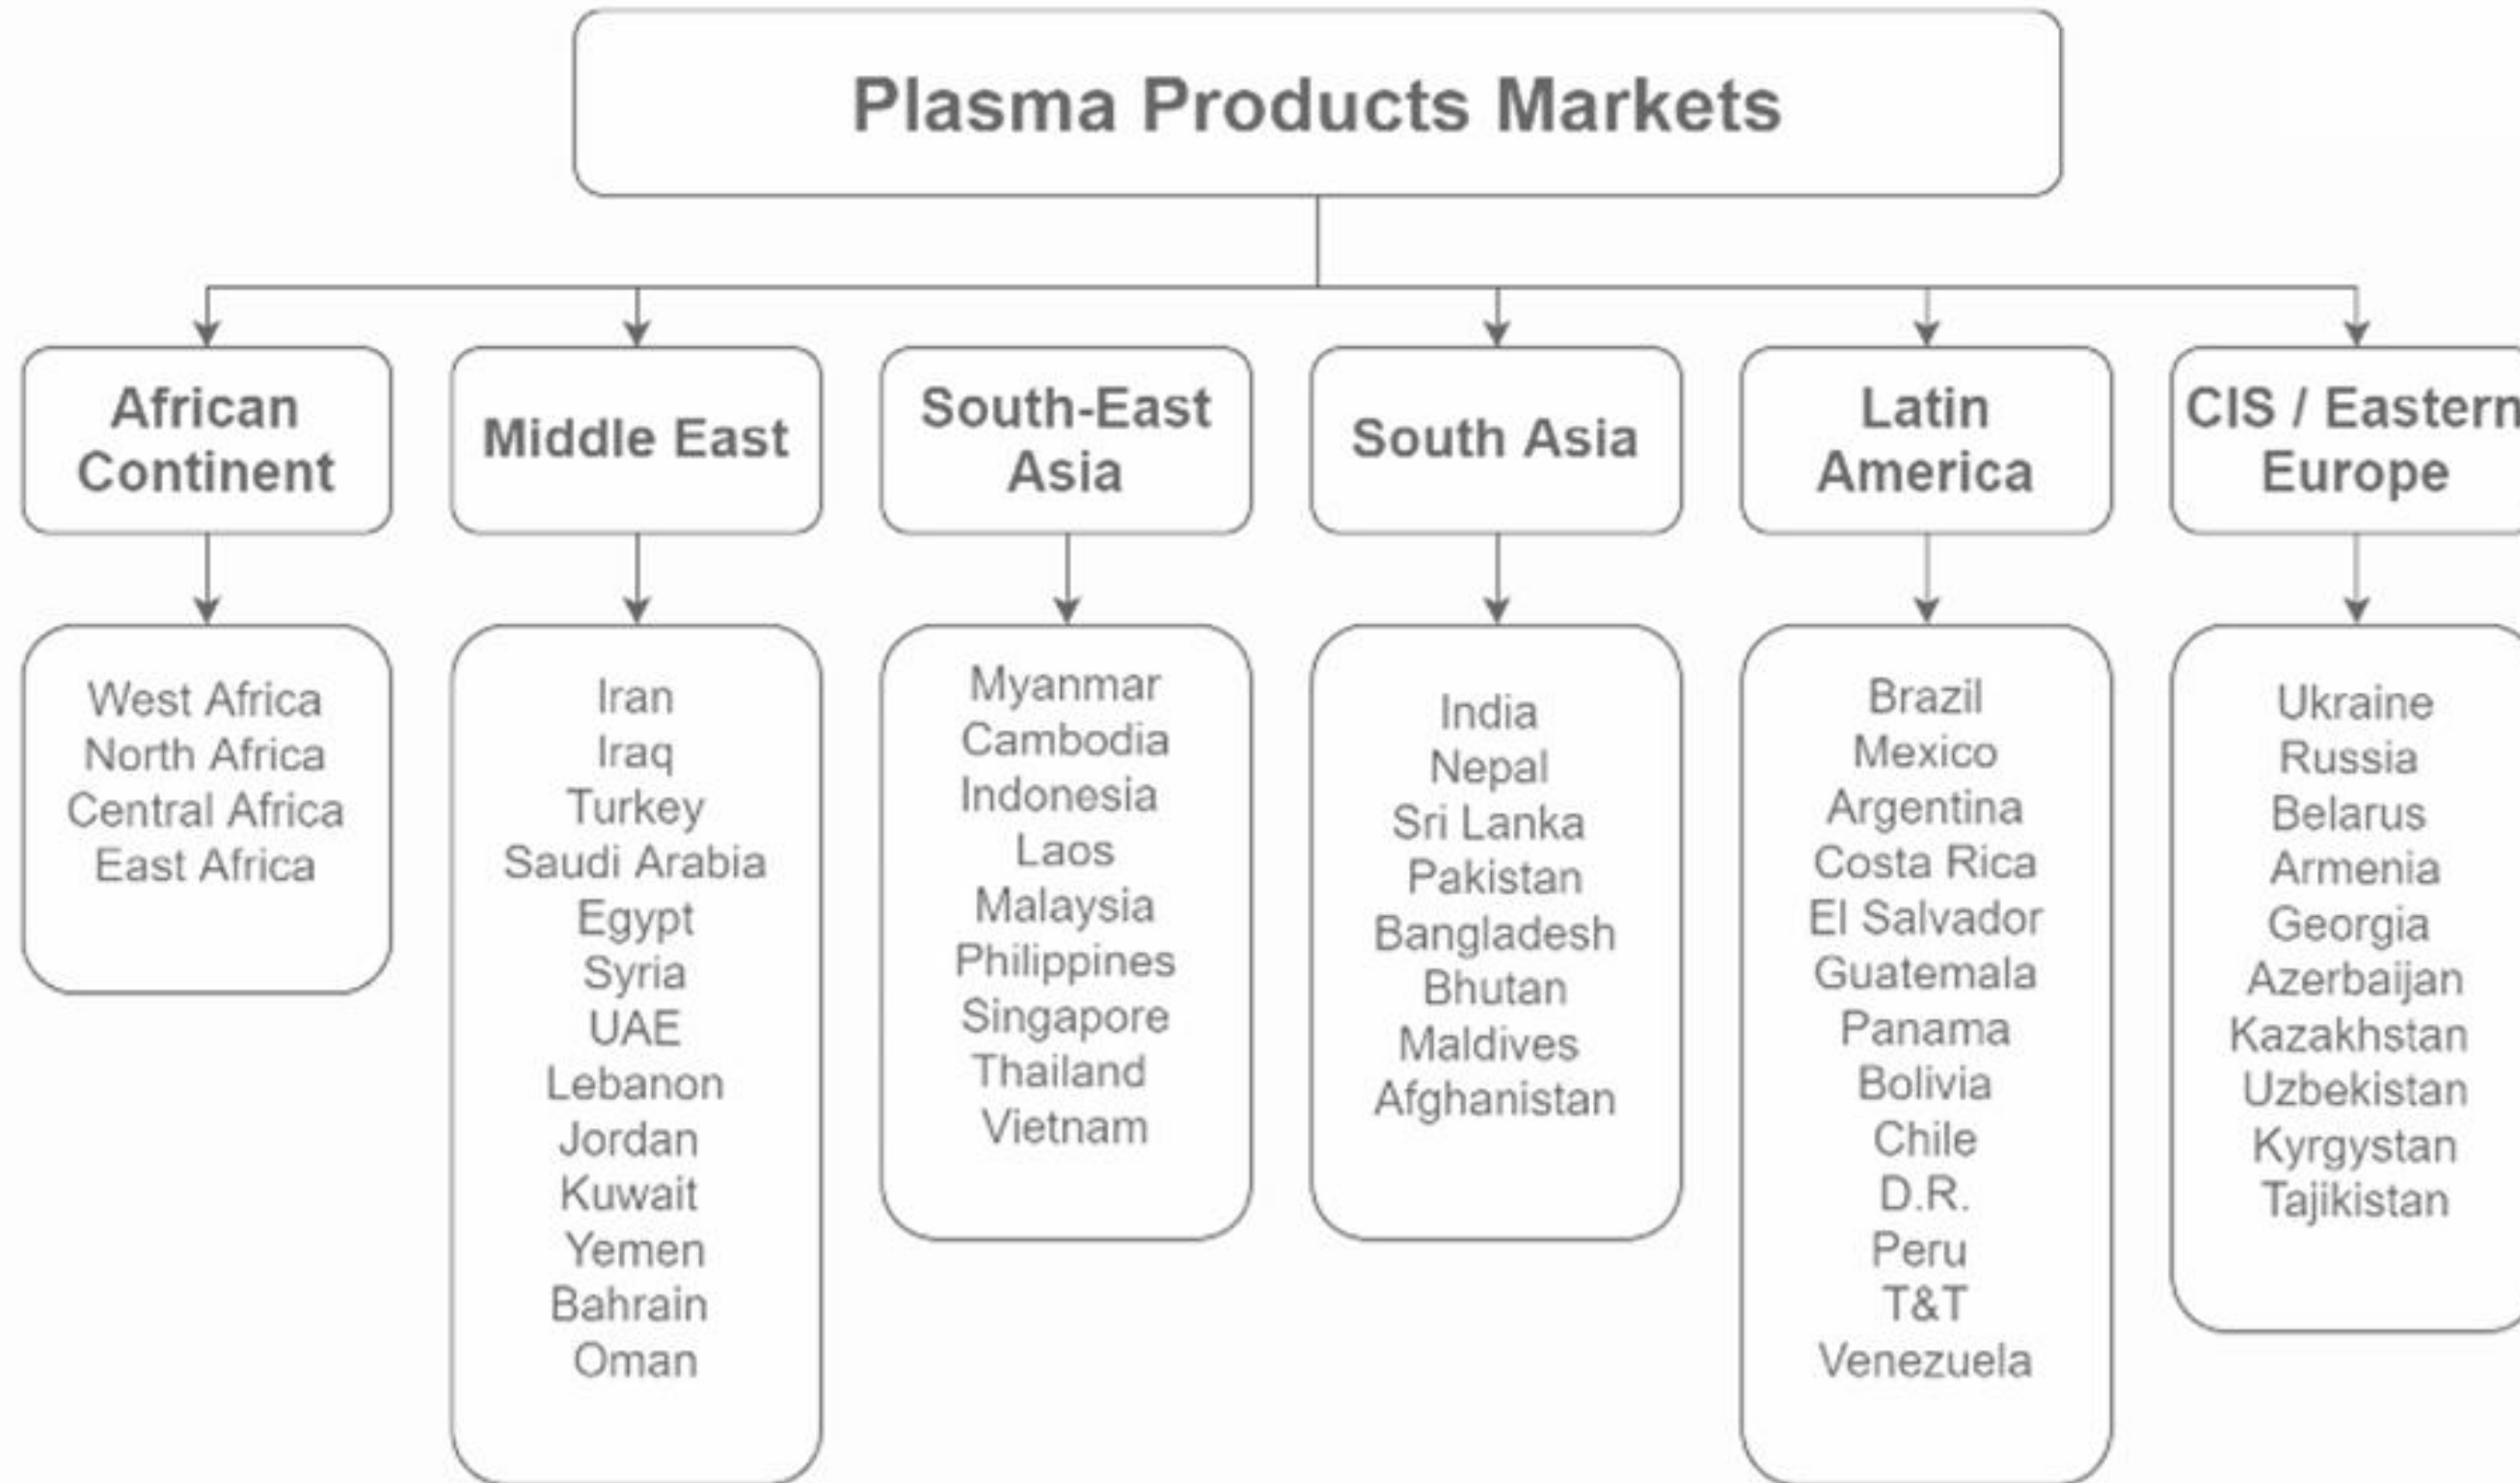 Plasma Products Markets
African
Continent
Middle East
South-East
Asia
South Asia
Latin
America
CIS / Eastern
Europe
West Africa
North Africa
Central Africa
East Africa
Iran
Iraq
Turkey
Saudi Arabia
Egypt
Syria
UAE
Lebanon
Jordan
Kuwait
Yemen
Bahrain
Oman
Myanmar
Cambodia
Indonesia
Laos
Malaysia
Philippines
Singapore
Thailand
Vietnam
India
Nepal
Sri Lanka
Pakistan
Bangladesh
Bhutan
Maldives
Afghanistan
Brazil
Mexico
Argentina
Costa Rica
El Salvador
Guatemala
Panama
Bolivia
Chile
D.R.
Peru
T&T
Venezuela
Ukraine
Russia
Belarus
Armenia
Georgia
Azerbaijan
Kazakhstan
Uzbekistan
Kyrgystan
Tajikistan